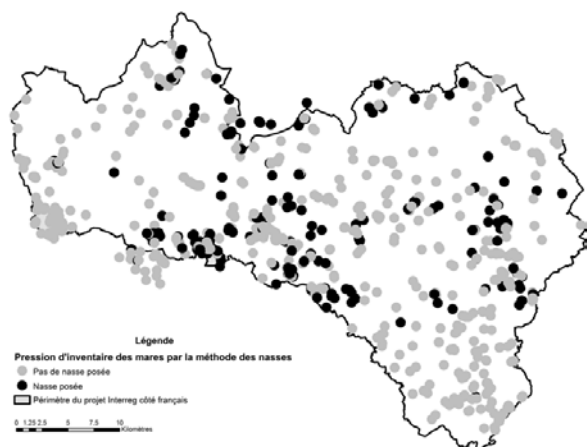 Légende
Pression d'inventaire des mares par la méthode des nasses
Pas de nasse posée
Nasse posée
Périmètre du projet Interreg côté français
0 1.25 2.5 5 7.5 10
Kilomètres